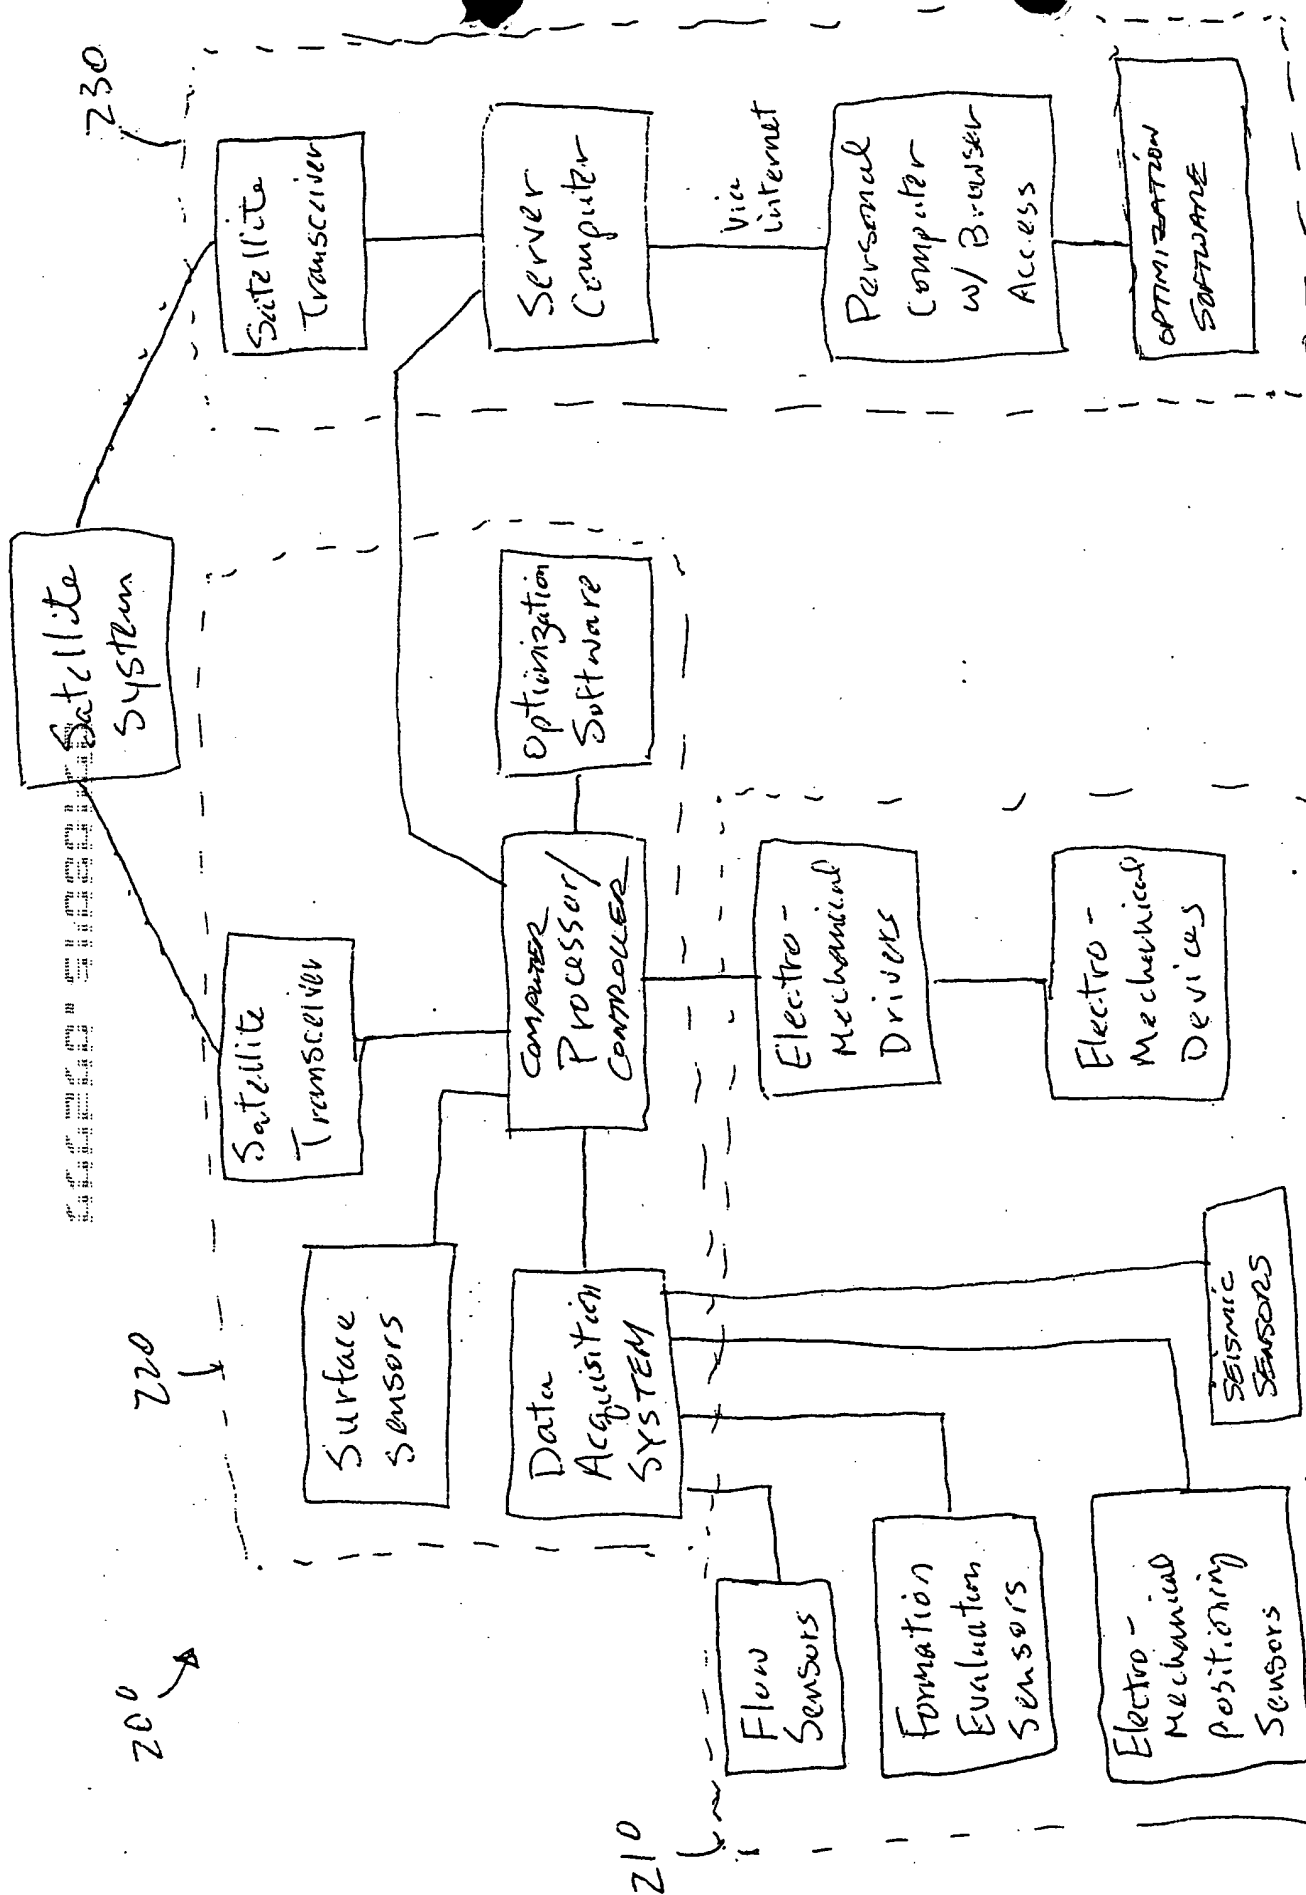 200
220
230
210
Satellite
System
Satellite
Transceiver
Satellite
Transceiver
Surface
Sensors
Data
Acquisition
SYSTEM
COMPUTER
Processor/
CONTROLLER
Optimization
Software
Server
Computer
Via
internet
Personal
Computer
w/ Browser
Access
OPTIMIZATION
SOFTWARE
Flow
Sensors
Formation
Evaluation
Sensors
Electro-
Mechanical
Positioning
Sensors
SEISMIC
SENSORS
Electro-
Mechanical
Drivers
Electro-
Mechanical
Devices